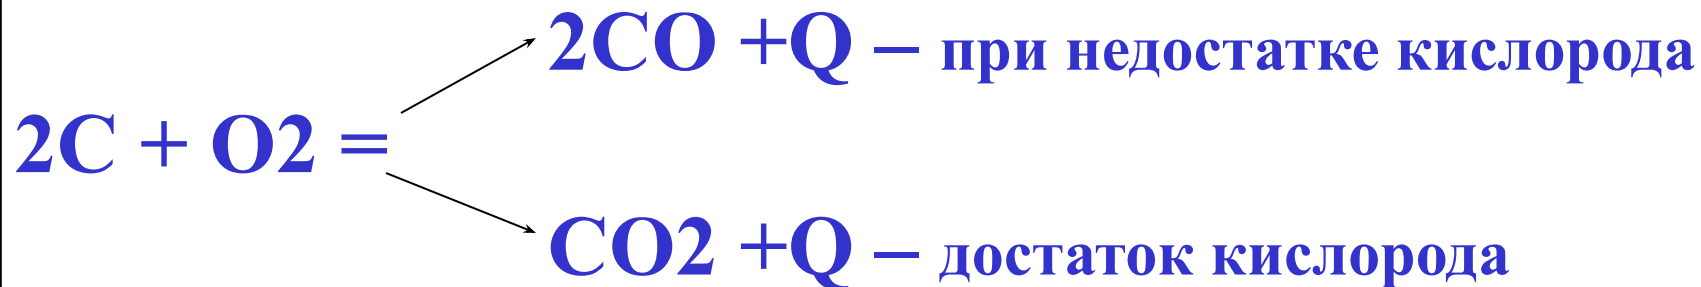 2CO +Q – при недостатке кислорода
2C + O2 =
CO2 +Q – достаток кислорода